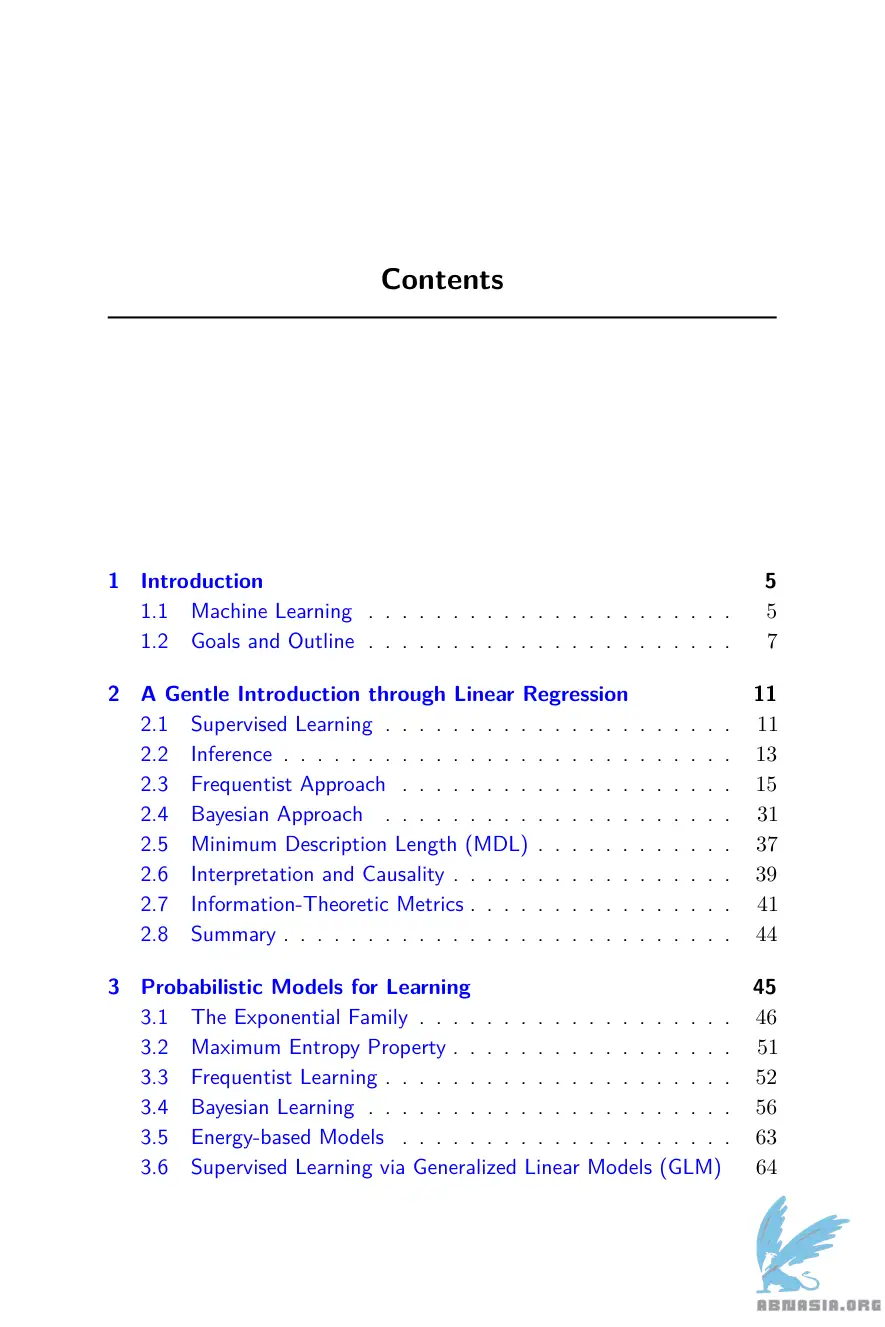 Contents
1 Introduction 5
1.1 Machine Learning . . . . . . . . . . . . . . . . . . . . . . 5
1.2 Goals and Outline . . . . . . . . . . . . . . . . . . . . . . 7
2 A Gentle Introduction through Linear Regression 11
2.1 Supervised Learning . . . . . . . . . . . . . . . . . . . . . 11
2.2 Inference . . . . . . . . . . . . . . . . . . . . . . . . . . . 13
2.3 Frequentist Approach . . . . . . . . . . . . . . . . . . . . 15
2.4 Bayesian Approach . . . . . . . . . . . . . . . . . . . . . 31
2.5 Minimum Description Length (MDL) . . . . . . . . . . . . 37
2.6 Interpretation and Causality . . . . . . . . . . . . . . . . . 39
2.7 Information-Theoretic Metrics . . . . . . . . . . . . . . . . 41
2.8 Summary . . . . . . . . . . . . . . . . . . . . . . . . . . . 44
3 Probabilistic Models for Learning 45
3.1 The Exponential Family . . . . . . . . . . . . . . . . . . . 46
3.2 Maximum Entropy Property . . . . . . . . . . . . . . . . . 51
3.3 Frequentist Learning . . . . . . . . . . . . . . . . . . . . . 52
3.4 Bayesian Learning . . . . . . . . . . . . . . . . . . . . . . 56
3.5 Energy-based Models . . . . . . . . . . . . . . . . . . . . 63
3.6 Supervised Learning via Generalized Linear Models (GLM) 64
ABNASIA.ORG